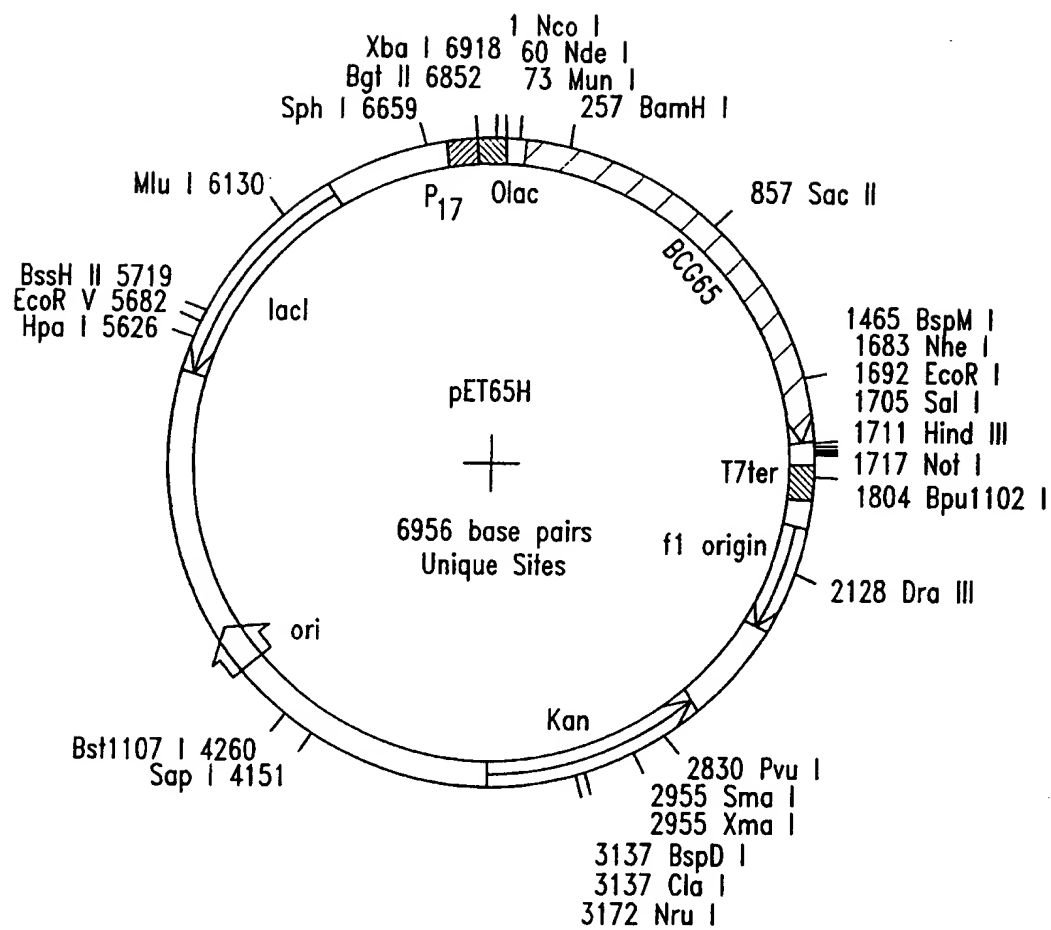 1 Nco I
Xba I 6918
60 Nde I
Bgt II 6852
73 Mun I
Sph I 6659
257 BamH I
Mlu I 6130
P17
Olac
857 Sac II
BCG65
BssH II 5719
EcoR V 5682
Hpa I 5626
lacI
1465 BspM I
1683 Nhe I
1692 EcoR I
1705 Sal I
1711 Hind III
1717 Not I
1804 Bpu1102 I
pET65H
T7ter
6956 base pairs
Unique Sites
f1 origin
2128 Dra III
ori
Kan
Bst1107 I 4260
Sap I 4151
2830 Pvu I
2955 Sma I
2955 Xma I
3137 BspD I
3137 Cla I
3172 Nru I